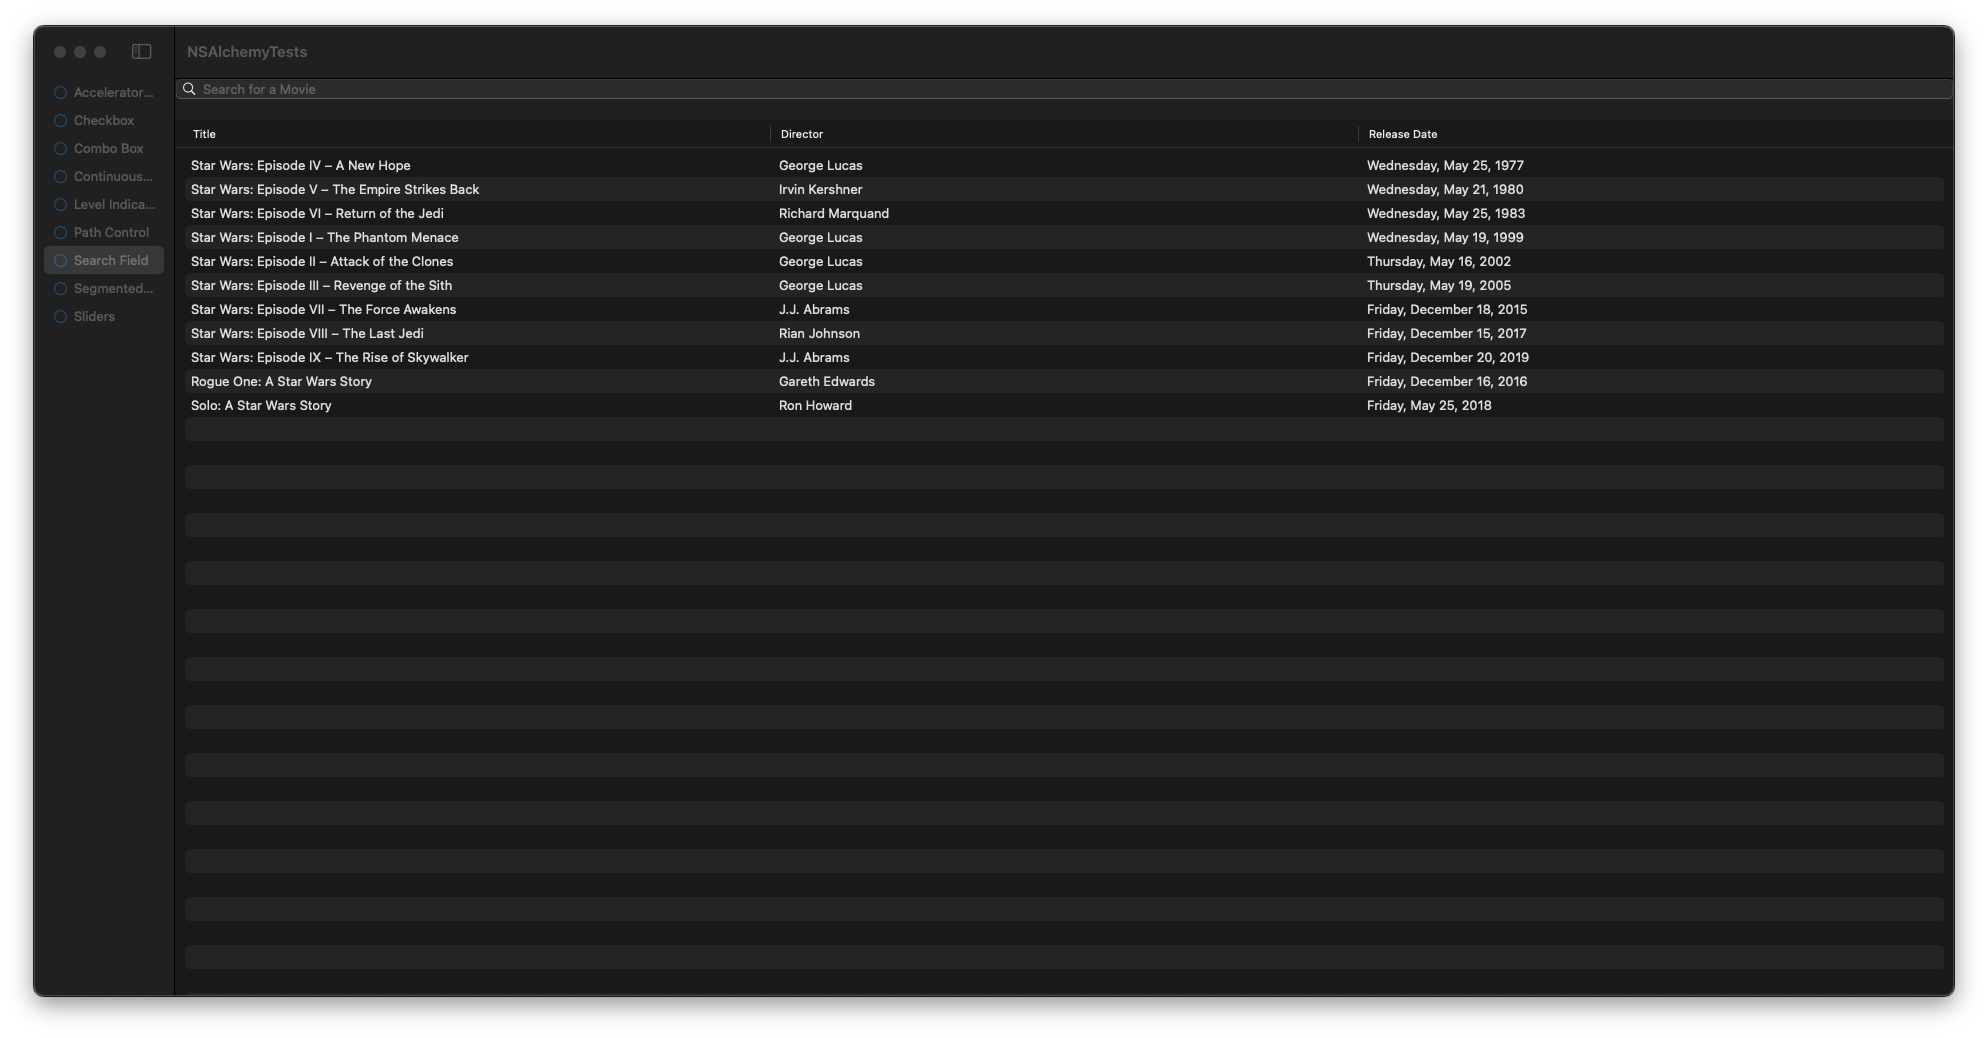 NSAlchemyTests
Accelerator...
Checkbox
Combo Box
Continuous...
Level Indica...
Path Control
Search Field
Segmented...
Sliders
Search for a Movie
Title Director Release Date
Star Wars: Episode IV – A New Hope George Lucas Wednesday, May 25, 1977
Star Wars: Episode V – The Empire Strikes Back Irvin Kershner Wednesday, May 21, 1980
Star Wars: Episode VI – Return of the Jedi Richard Marquand Wednesday, May 25, 1983
Star Wars: Episode I – The Phantom Menace George Lucas Wednesday, May 19, 1999
Star Wars: Episode II – Attack of the Clones George Lucas Thursday, May 16, 2002
Star Wars: Episode III – Revenge of the Sith George Lucas Thursday, May 19, 2005
Star Wars: Episode VII – The Force Awakens J.J. Abrams Friday, December 18, 2015
Star Wars: Episode VIII – The Last Jedi Rian Johnson Friday, December 15, 2017
Star Wars: Episode IX – The Rise of Skywalker J.J. Abrams Friday, December 20, 2019
Rogue One: A Star Wars Story Gareth Edwards Friday, December 16, 2016
Solo: A Star Wars Story Ron Howard Friday, May 25, 2018